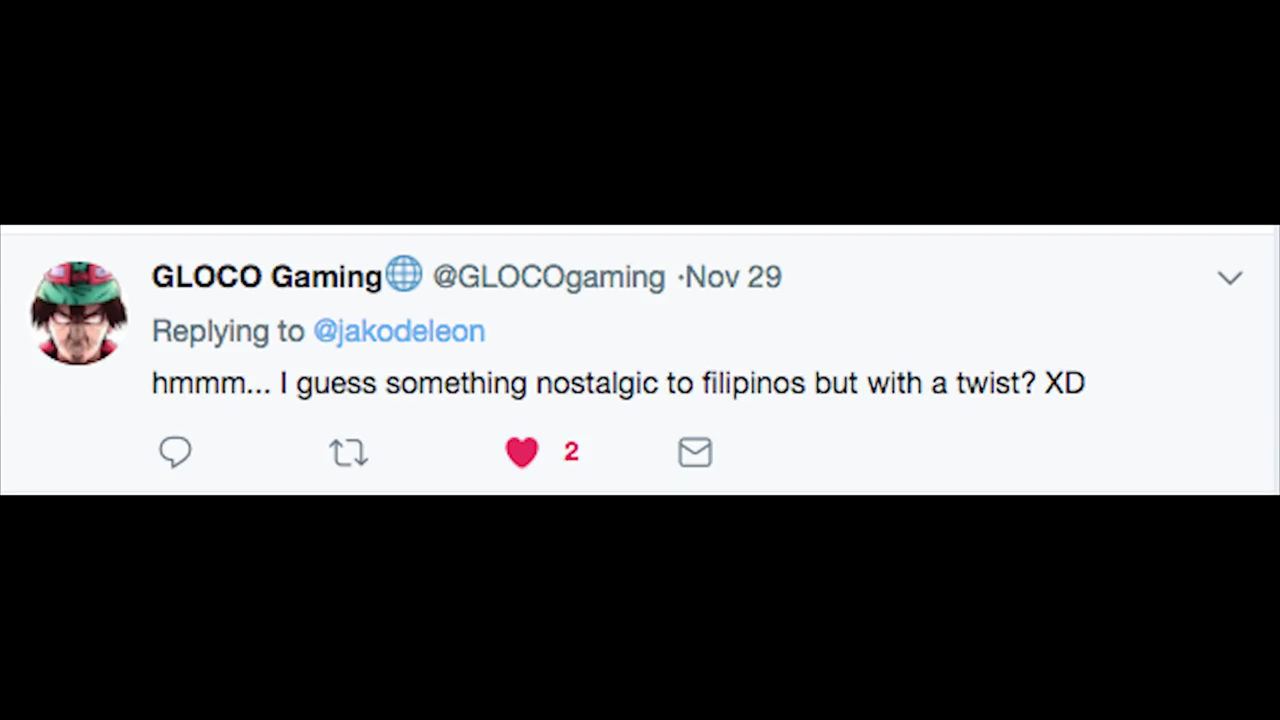 GLOCO Gaming🌐 @GLOCOgaming ·Nov 29
Replying to @jakodeleon
hmmm... I guess something nostalgic to filipinos but with a twist? XD
2